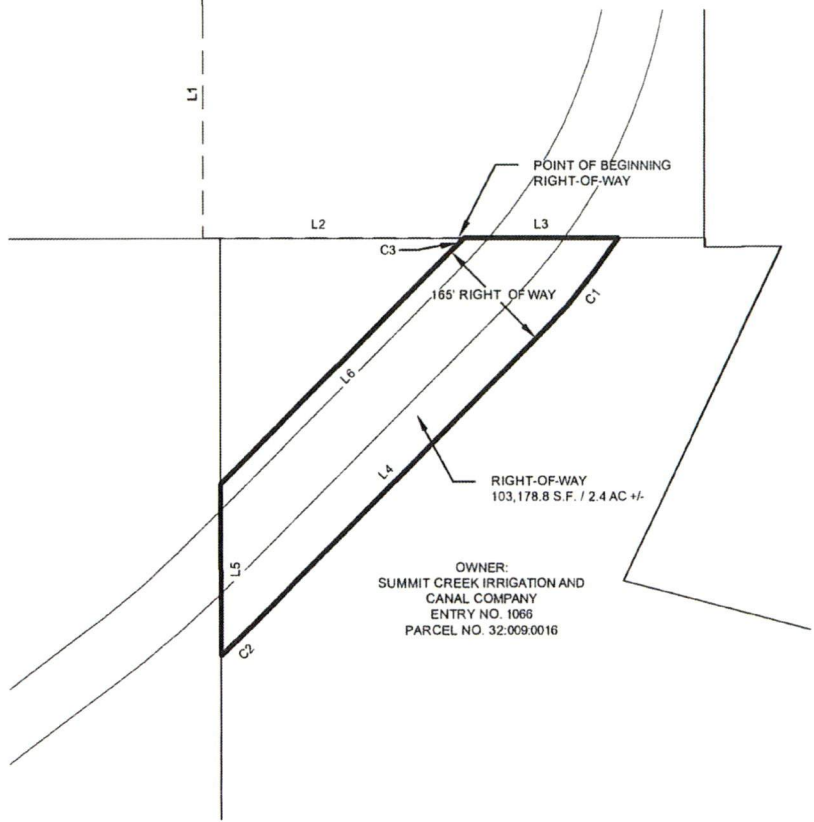 L1
POINT OF BEGINNING
RIGHT-OF-WAY
L2
L3
C3
165' RIGHT OF WAY
C1
L6
L4
RIGHT-OF-WAY
103,178.8 S.F. / 2.4 AC +/-
L5
OWNER:
SUMMIT CREEK IRRIGATION AND
CANAL COMPANY
ENTRY NO. 1066
PARCEL NO. 32:009:0016
C2